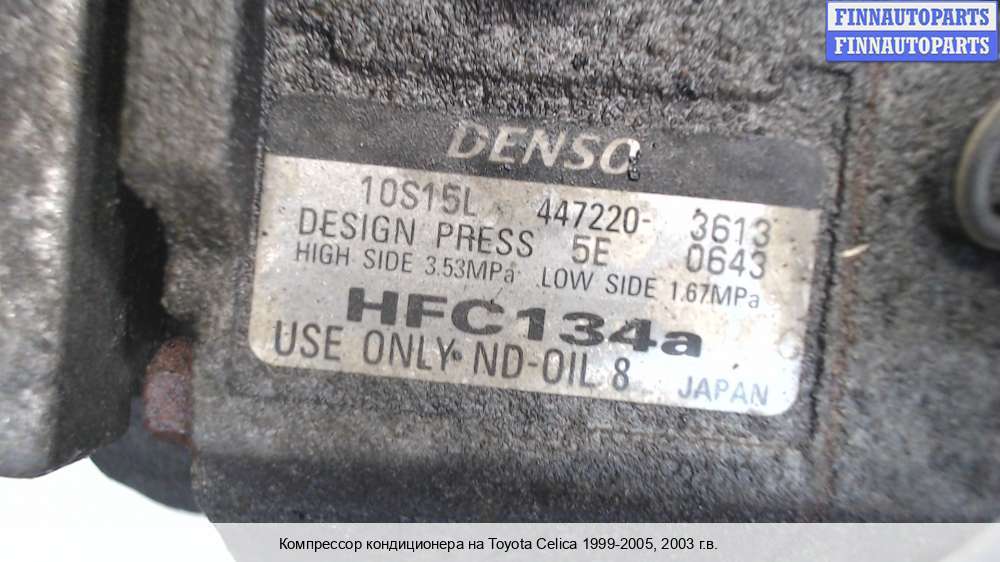 FINNAUTOPARTS
FINNAUTOPARTS
DENSO
10S15L 447220- 3613
DESIGN PRESS 5E 0643
HIGH SIDE 3.53MPa LOW SIDE 1.67MPa
HFC134a
USE ONLY ND-OIL 8 JAPAN
Компрессор кондиционера на Toyota Celica 1999-2005, 2003 г.в.